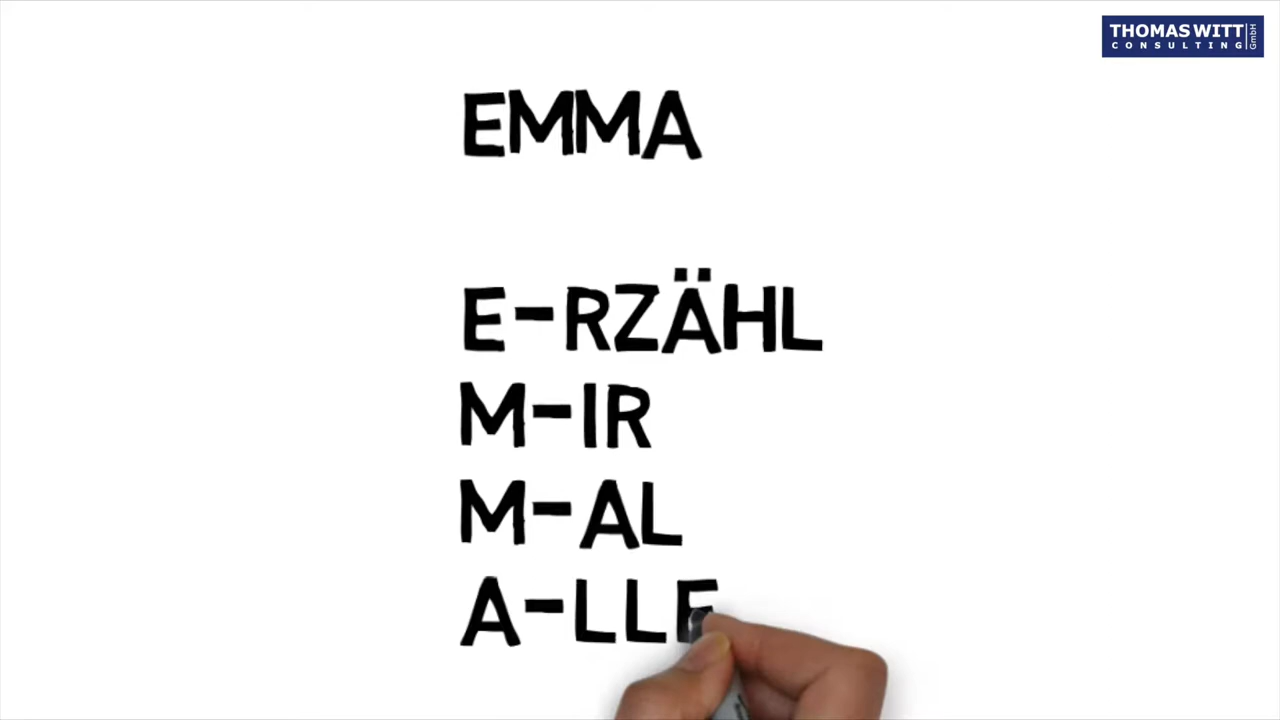 THOMAS WITT GmbH
CONSULTING
EMMA
E-RZÄHL
M-IR
M-AL
A-LLE